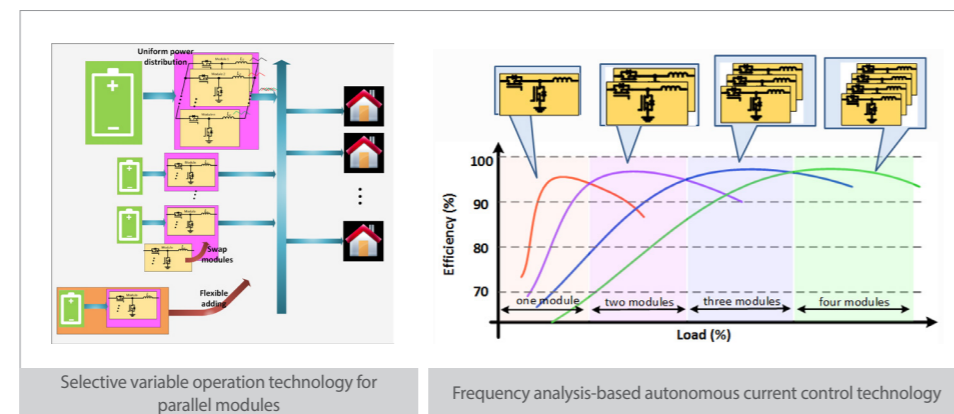 Uniform power
distribution
Swap
modules
Flexible
adding
Efficiency (%)
100
90
80
70
one module
two modules
three modules
four modules
Load (%)
Selective variable operation technology for
parallel modules
Frequency analysis-based autonomous current control technology